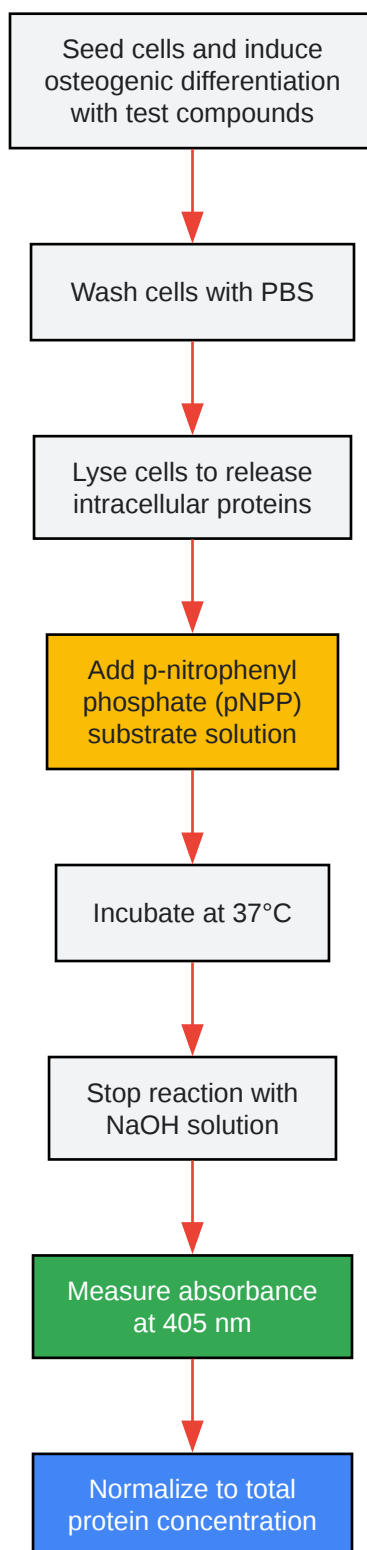 Seed cells and induce
osteogenic differentiation
with test compounds
Wash cells with PBS
Lyse cells to release
intracellular proteins
Add p-nitrophenyl
phosphate (pNPP)
substrate solution
Incubate at 37°C
Stop reaction with
NaOH solution
Measure absorbance
at 405 nm
Normalize to total
protein concentration